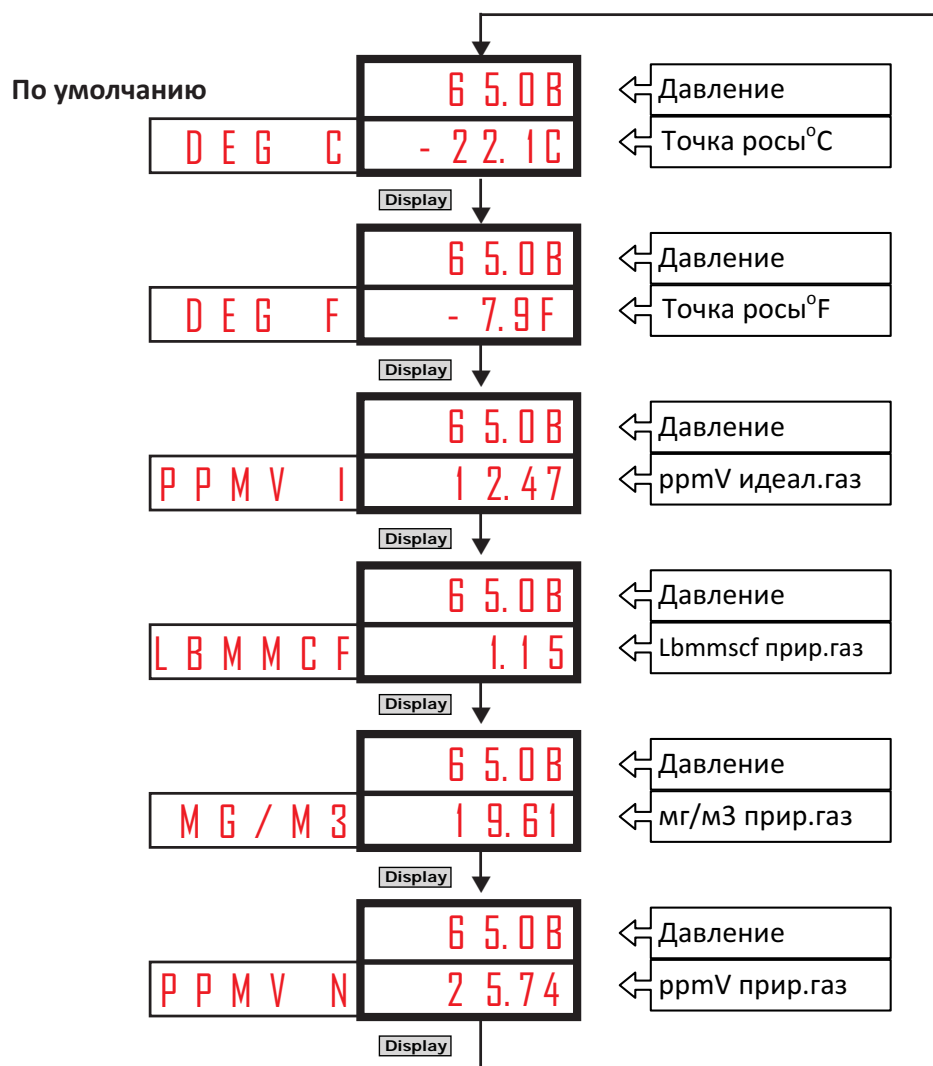 По умолчанию
65.0B
Давление
DEG C
-22.1C
Точка росы°C
Display
65.0B
Давление
DEG F
-7.9F
Точка росы°F
Display
65.0B
Давление
PPMV I
12.47
ppmV идеал.газ
Display
65.0B
Давление
LBMMCF
1.15
Lbmmscf прир.газ
Display
65.0B
Давление
MG/M3
19.61
мг/м3 прир.газ
Display
65.0B
Давление
PPMV N
25.74
ppmV прир.газ
Display